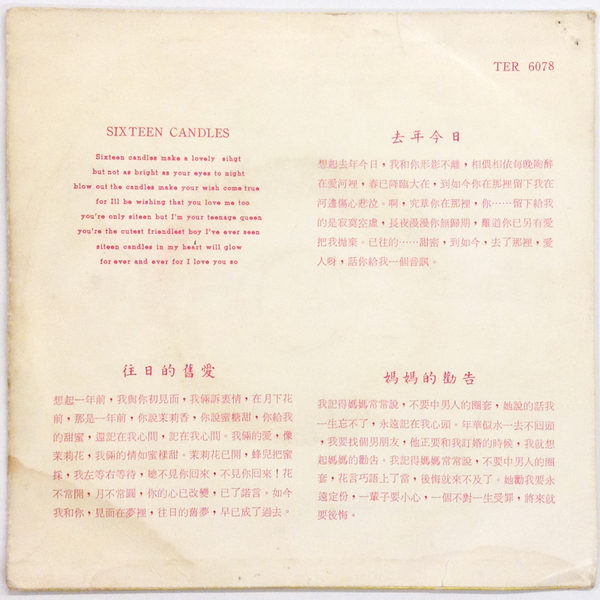 TER 6078
SIXTEEN CANDLES
Sixteen candles make a lovely sihgt
but not as bright as your eyes to night
blow out the candles make your wish come true
for Ill be wishing that you love me too
you're only siteen but I'm your teenage queen
you're the cutest friendlest boy I've ever seen
siteen candles in my heart will glow
for ever and ever for I love you so
去年今日
想起去年今日，我和你形影不離，相偎相依每晚陶醉
在愛河裡，春已降臨大在，到如今你在那裡留下我在
河邊傷心悲泣。啊，究草你在那裡，你……留下給我
的是寂寞空虛，長夜漫漫你無歸期，難道你已另有愛
把我拋棄。已往的……甜蜜，到如今，去了那裡，愛
人呀，話你給我一個音訊。
往日的舊愛
想起一年前，我與你初見面，我倆訴表情，在月下花
前，那是一年前，你說茉莉香，你說蜜糖甜，你給我
的甜蜜，還記在我心間，記在我心間。我倆的愛，像
茉莉花，我倆的情如蜜樣甜。茉莉花已開，蜂兒把蜜
採，我左等右等待，總不見你回來，不見你回來！花
不常開，月不常圓，你的心已改變，已了諾言。如今
我和你，見面在夢裡，往日的舊夢，早已成了過去。
媽媽的勸告
我記得媽媽常常說，不要中男人的圈套，她說的話我
一生忘不了，永遠記在我心頭。年華似水一去不回頭
，我要找個男朋友，他正要和我訂婚的時候，我就想
起媽媽的勸告。我記得媽媽常常說，不要中男人的圈
套，花言巧語上了當，後悔就來不及了。她勸我要永
遠定份，一輩子要小心，一個不對一生受罪，將來就
要後悔。